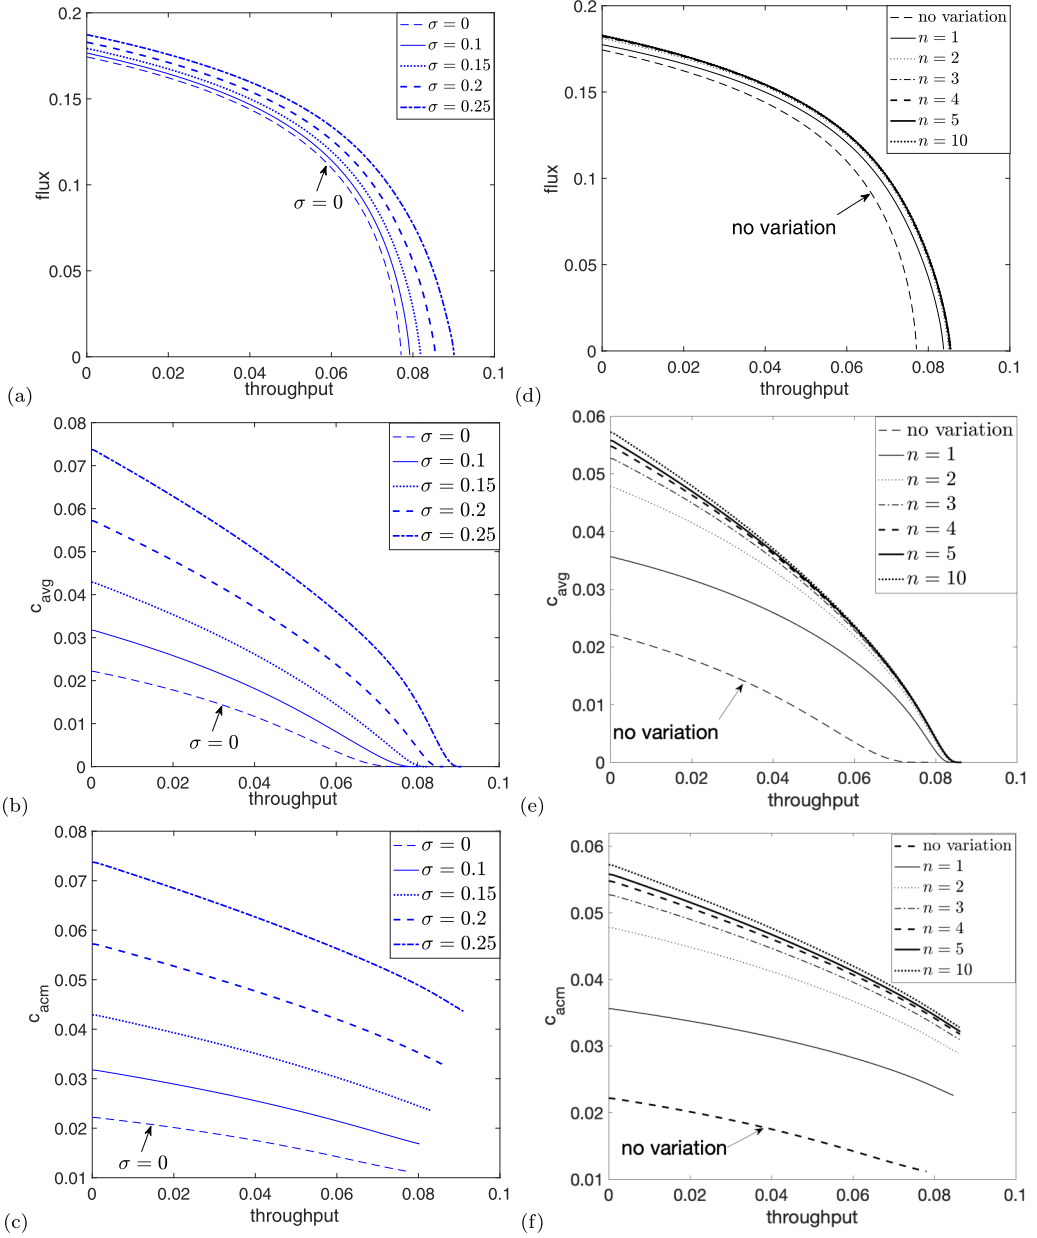 0.2
0.15
0.1
0.05
0
flux
σ = 0
σ = 0.1
σ = 0.15
σ = 0.2
σ = 0.25
σ = 0
0 0.02 0.04 0.06 0.08 0.1
throughput
(a)
0.2
0.15
0.1
0.05
0
flux
no variation
n = 1
n = 2
n = 3
n = 4
n = 5
n = 10
no variation
0 0.02 0.04 0.06 0.08 0.1
throughput
(d)
0.08
0.07
0.06
0.05
0.04
0.03
0.02
0.01
0
c_avg
σ = 0
σ = 0.1
σ = 0.15
σ = 0.2
σ = 0.25
σ = 0
0 0.02 0.04 0.06 0.08 0.1
throughput
(b)
0.06
0.05
0.04
0.03
0.02
0.01
0
c_avg
no variation
n = 1
n = 2
n = 3
n = 4
n = 5
n = 10
no variation
0 0.02 0.04 0.06 0.08 0.1
throughput
(e)
0.08
0.07
0.06
0.05
0.04
0.03
0.02
0.01
c_acm
σ = 0
σ = 0.1
σ = 0.15
σ = 0.2
σ = 0.25
σ = 0
0 0.02 0.04 0.06 0.08 0.1
throughput
(c)
0.06
0.05
0.04
0.03
0.02
0.01
c_acm
no variation
n = 1
n = 2
n = 3
n = 4
n = 5
n = 10
no variation
0 0.02 0.04 0.06 0.08 0.1
throughput
(f)